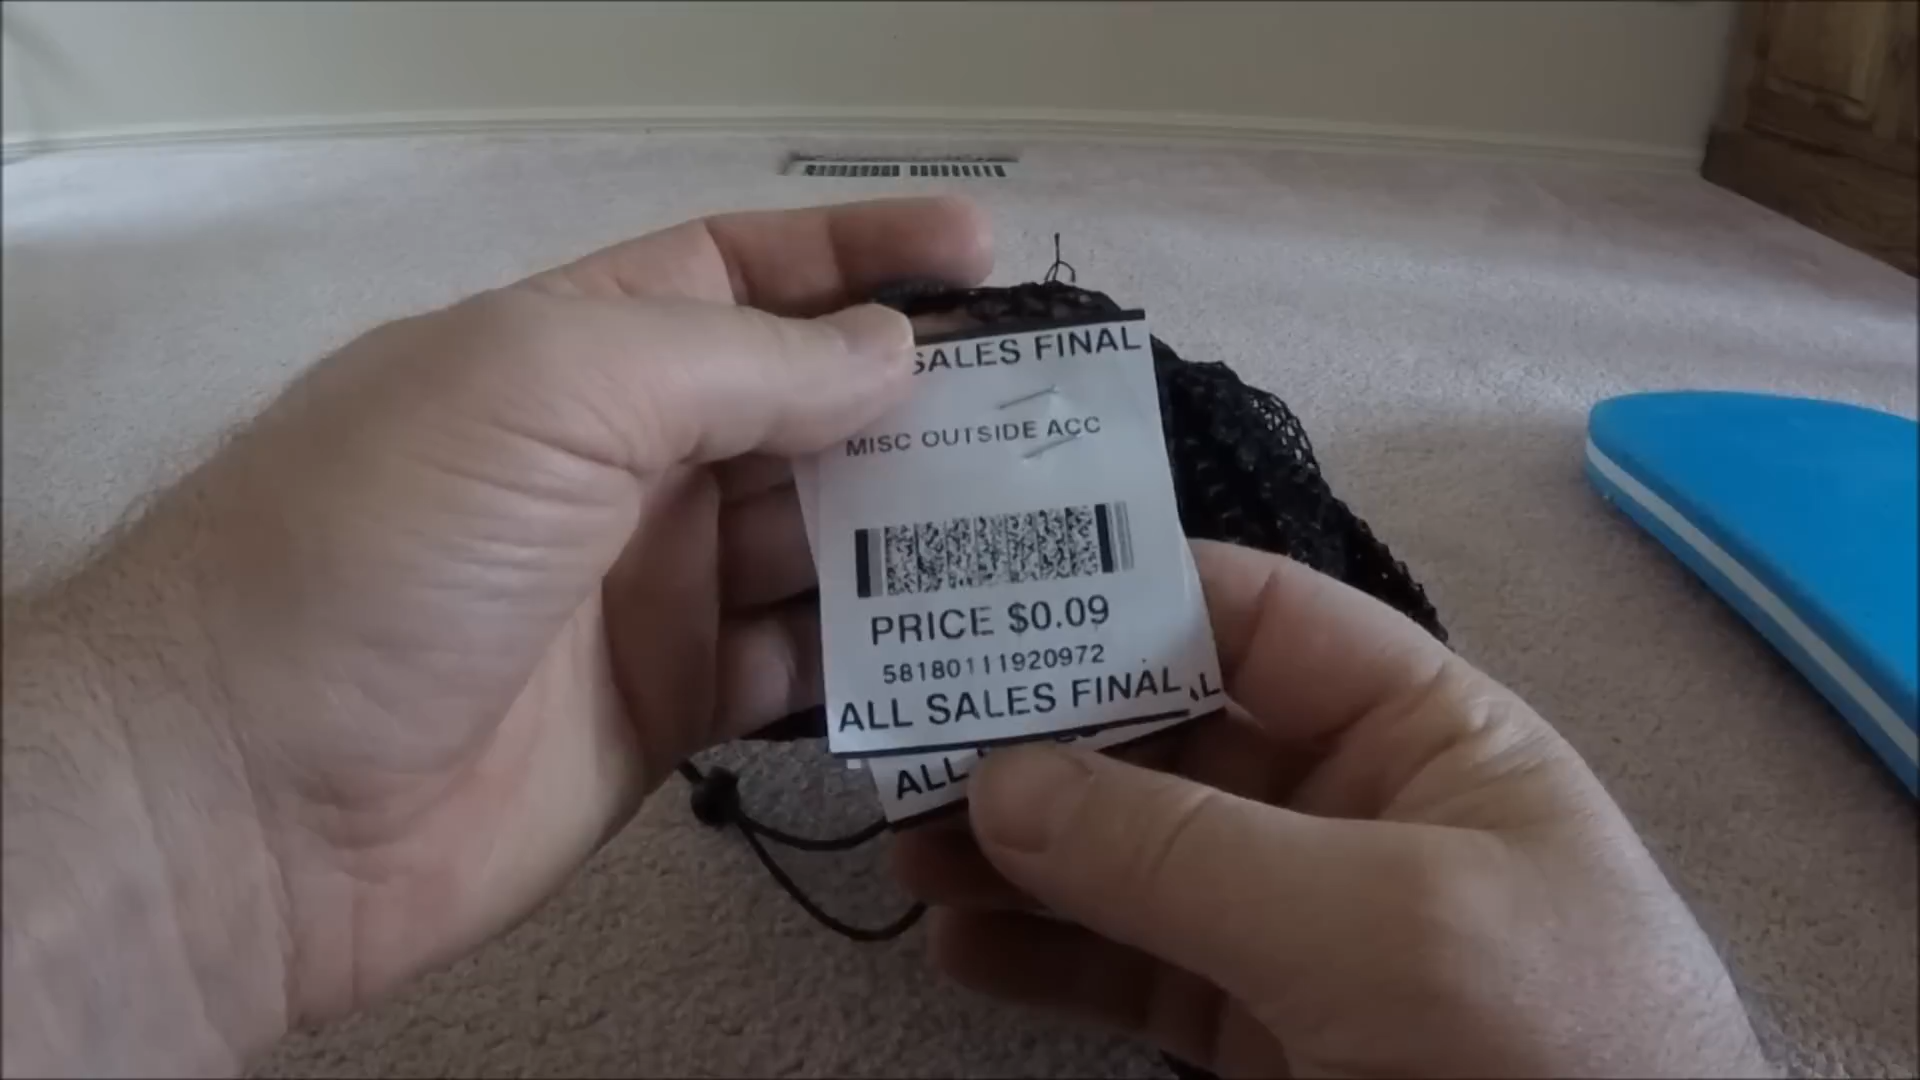 SALES FINAL
MISC OUTSIDE ACC
PRICE $0.09
58180111920972
ALL SALES FINAL
ALL